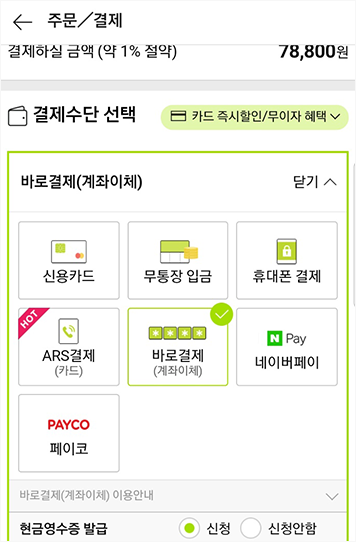 주문/결제
결제하실 금액 (약 1% 절약) 78,800원
결제수단 선택 카드 즉시할인/무이자 혜택
바로결제(계좌이체) 닫기
신용카드 무통장 입금 휴대폰 결제
HOT
ARS결제 바로결제 N Pay
(카드) (계좌이체) 네이버페이
PAYCO
페이코
바로결제(계좌이체) 이용안내
현금영수증 발급 신청 신청안함